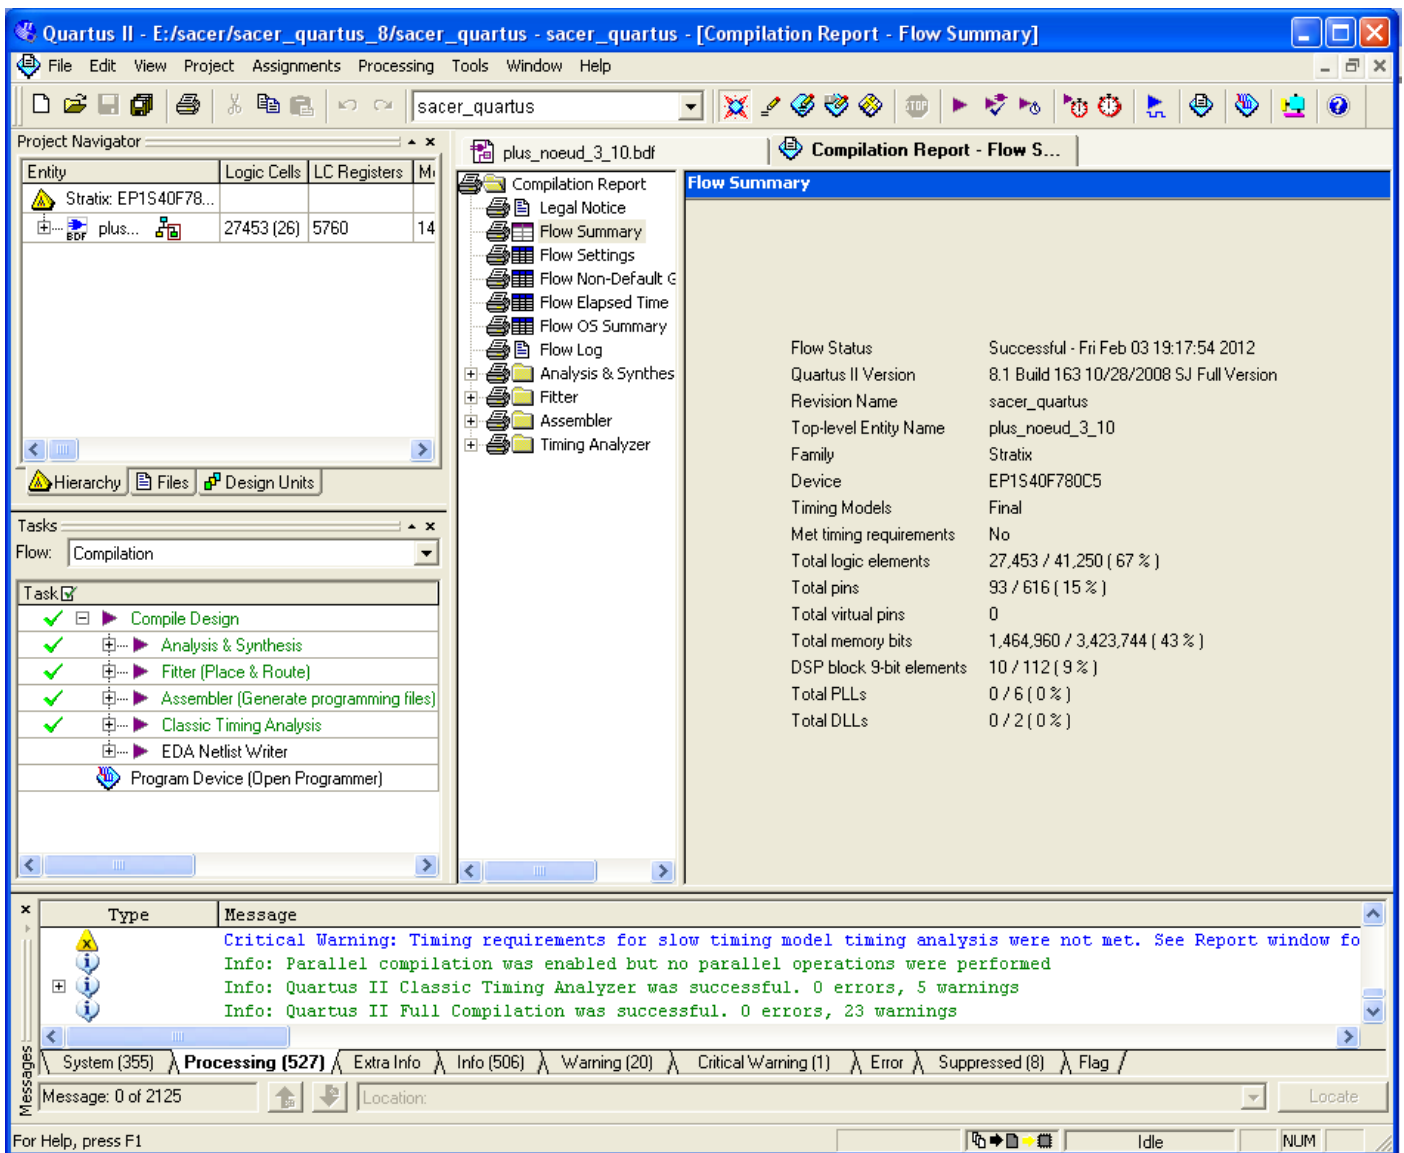 Quartus II - E:/sacer/sacer_quartus_8/sacer_quartus - sacer_quartus - [Compilation Report - Flow Summary]
File Edit View Project Assignments Processing Tools Window Help
sacer_quartus
STOP
Project Navigator
Entity Logic Cells LC Registers
Stratix: EP1S40F78...
BDF plus... 27453 (26) 5760 14
Hierarchy Files Design Units
Tasks
Flow: Compilation
Task
Compile Design
Analysis & Synthesis
Fitter (Place & Route)
Assembler (Generate programming files)
Classic Timing Analysis
EDA Netlist Writer
Program Device (Open Programmer)
plus_noeud_3_10.bdf
Compilation Report - Flow S...
Compilation Report
Legal Notice
Flow Summary
Flow Settings
Flow Non-Default
Flow Elapsed Time
Flow OS Summary
Flow Log
Analysis & Synthes
Fitter
Assembler
Timing Analyzer
Flow Summary
Flow Status Successful - Fri Feb 03 19:17:54 2012
Quartus II Version 8.1 Build 163 10/28/2008 SJ Full Version
Revision Name sacer_quartus
Top-level Entity Name plus_noeud_3_10
Family Stratix
Device EP1S40F780C5
Timing Models Final
Met timing requirements No
Total logic elements 27,453 / 41,250 ( 67 % )
Total pins 93 / 616 ( 15 % )
Total virtual pins 0
Total memory bits 1,464,960 / 3,423,744 ( 43 % )
DSP block 9-bit elements 10 / 112 ( 9 % )
Total PLLs 0 / 6 ( 0 % )
Total DLLs 0 / 2 ( 0 % )
Type Message
Critical Warning: Timing requirements for slow timing model timing analysis were not met. See Report window fo
Info: Parallel compilation was enabled but no parallel operations were performed
Info: Quartus II Classic Timing Analyzer was successful. 0 errors, 5 warnings
Info: Quartus II Full Compilation was successful. 0 errors, 23 warnings
System (355) Processing (527) Extra Info Info (506) Warning (20) Critical Warning (1) Error Suppressed (8) Flag
Messages
Message: 0 of 2125 Location: Locate
For Help, press F1 Idle NUM